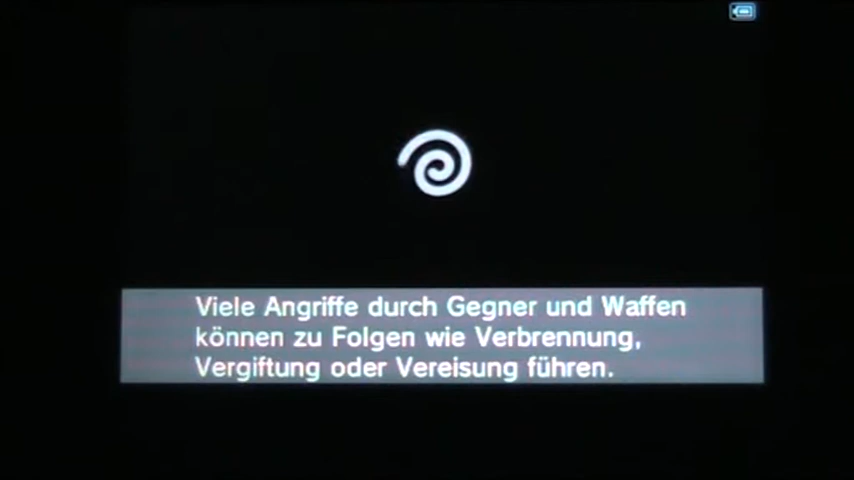 Viele Angriffe durch Gegner und Waffen
können zu Folgen wie Verbrennung,
Vergiftung oder Vereisung führen.